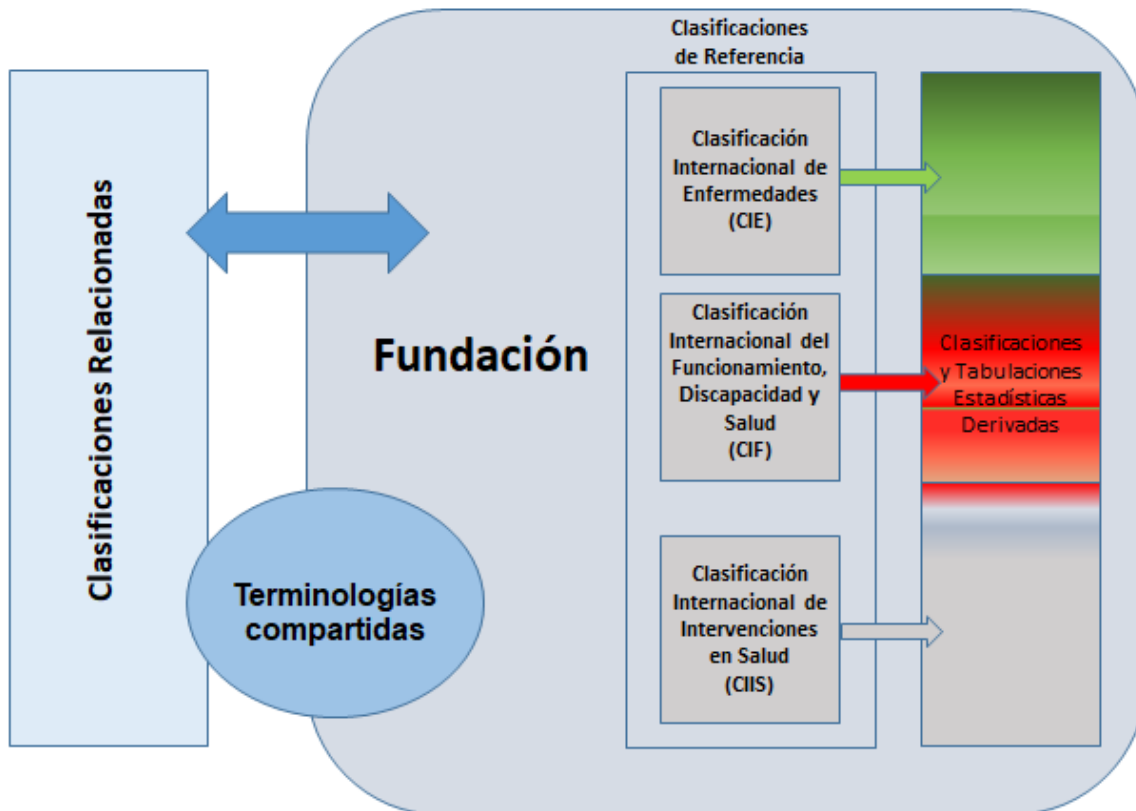 Clasificaciones
de Referencia
Clasificaciones Relacionadas
Fundación
Terminologías
compartidas
Clasificación
Internacional de
Enfermedades
(CIE)
Clasificación
Internacional del
Funcionamiento,
Discapacidad y
Salud
(CIF)
Clasificación
Internacional de
Intervenciones
en Salud
(CIIS)
Clasificaciones
y Tabulaciones
Estadísticas
Derivadas